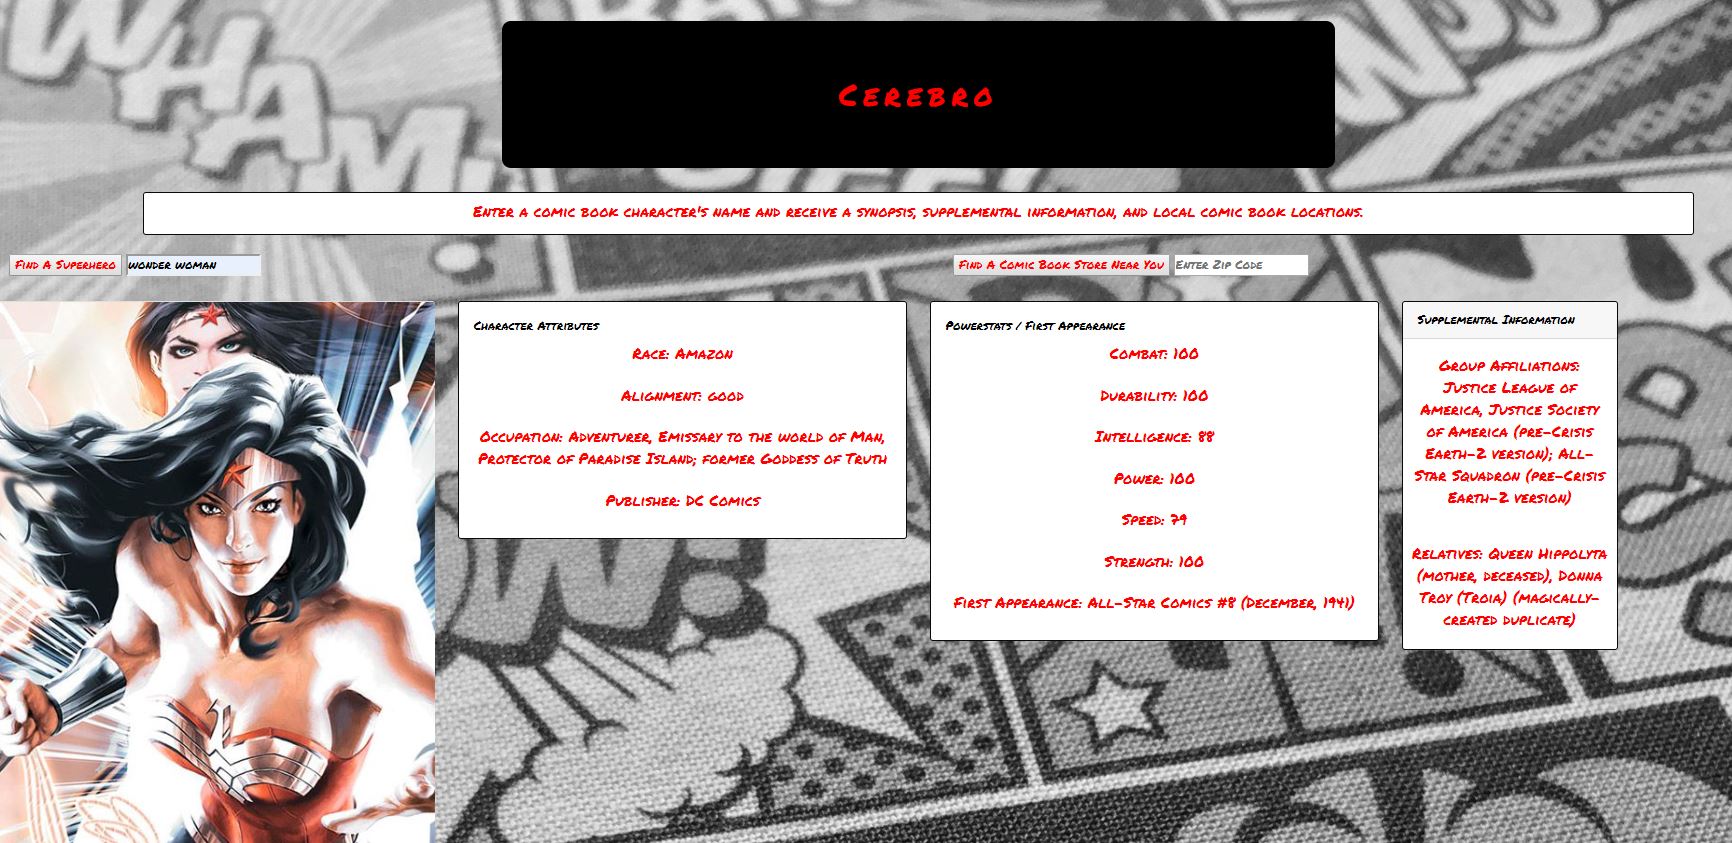 WHAM!
Cerebro
Enter a comic book character's name and receive a synopsis, supplemental information, and local comic book locations.
Find A Superhero
wonder woman
Find A Comic Book Store Near You
Enter Zip Code
Character Attributes
Race: Amazon
Alignment: good
Occupation: Adventurer, Emissary to the world of Man,
Protector of Paradise Island; former Goddess of Truth
Publisher: DC Comics
Powerstats / First Appearance
Combat: 100
Durability: 100
Intelligence: 88
Power: 100
Speed: 79
Strength: 100
First Appearance: All-Star Comics #8 (December, 1941)
Supplemental Information
Group Affiliations:
Justice League of
America, Justice Society
of America (pre-Crisis
Earth-2 version); All-
Star Squadron (pre-Crisis
Earth-2 version)
Relatives: Queen Hippolyta
(mother, deceased), Donna
Troy (Troia) (magically-
created duplicate)